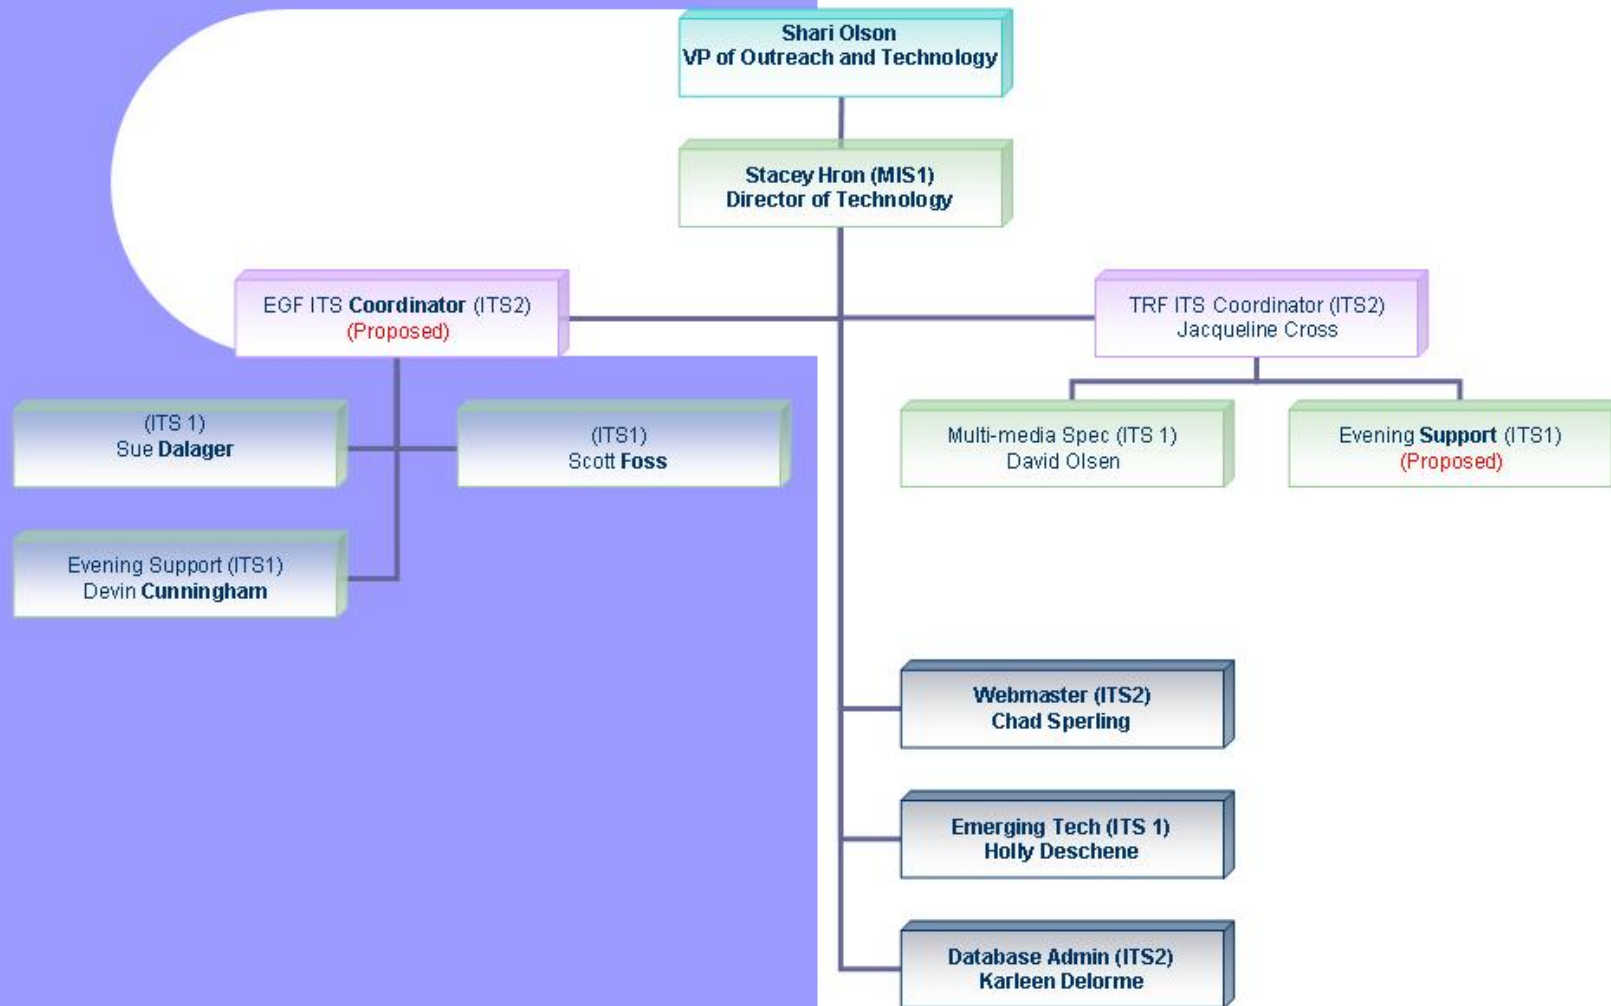 Shari Olson
VP of Outreach and Technology
Stacey Hron (MIS1)
Director of Technology
EGF ITS Coordinator (ITS2)
(Proposed)
TRF ITS Coordinator (ITS2)
Jacqueline Cross
(ITS 1)
Sue Dalager
(ITS1)
Scott Foss
Multi-media Spec (ITS 1)
David Olsen
Evening Support (ITS1)
(Proposed)
Evening Support (ITS1)
Devin Cunningham
Webmaster (ITS2)
Chad Sperling
Emerging Tech (ITS 1)
Holly Deschene
Database Admin (ITS2)
Karleen Delorme